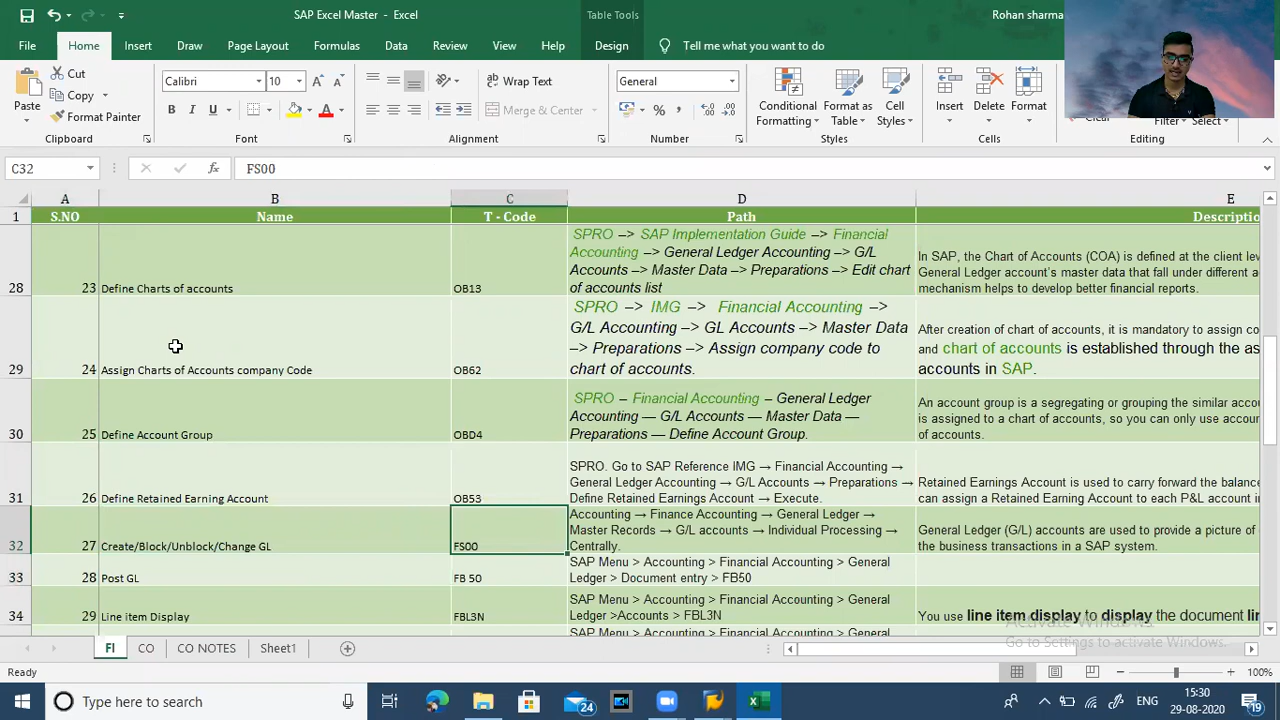 SAP Excel Master - Excel
Table Tools
Rohan sharma
File Home Insert Draw Page Layout Formulas Data Review View Help Design Tell me what you want to do
Paste
Cut
Copy
Format Painter
Clipboard
Calibri 10
B I U
Font
Wrap Text
Merge & Center
Alignment
General
Number
Conditional Formatting
Format as Table
Cell Styles
Styles
Insert Delete Format
Cells
Clear
Filter Select
Editing
C32 fx FS00
A B C D E
1 S.NO Name T - Code Path Descriptio
28 23 Define Charts of accounts OB13
SPRO –> SAP Implementation Guide –> Financial
Accounting –> General Ledger Accounting –> G/L
Accounts –> Master Data –> Preparations –> Edit chart
of accounts list
In SAP, the Chart of Accounts (COA) is defined at the client lev
General Ledger account's master data that fall under different a
mechanism helps to develop better financial reports.
29 24 Assign Charts of Accounts company Code OB62
SPRO –> IMG –> Financial Accounting –>
G/L Accounting –> GL Accounts –> Master Data
–> Preparations –> Assign company code to
chart of accounts.
After creation of chart of accounts, it is mandatory to assign co
and chart of accounts is established through the as
accounts in SAP.
30 25 Define Account Group OBD4
SPRO – Financial Accounting – General Ledger
Accounting — G/L Accounts — Master Data —
Preparations — Define Account Group.
An account group is a segregating or grouping the similar accou
is assigned to a chart of accounts, so you can only use accoun
of accounts.
31 26 Define Retained Earning Account OB53
SPRO. Go to SAP Reference IMG → Financial Accounting →
General Ledger Accounting → G/L Accounts → Preparations →
Define Retained Earnings Account → Execute.
Retained Earnings Account is used to carry forward the balance
can assign a Retained Earning Account to each P&L account i
32 27 Create/Block/Unblock/Change GL FS00
Accounting → Finance Accounting → General Ledger →
Master Records → G/L accounts → Individual Processing →
Centrally.
General Ledger (G/L) accounts are used to provide a picture of
the business transactions in a SAP system.
33 28 Post GL FB 50
SAP Menu > Accounting > Financial Accounting > General
Ledger > Document entry > FB50
34 29 Line item Display FBL3N
SAP Menu > Accounting > Financial Accounting > General
Ledger >Accounts > FBL3N
You use line item display to display the document lin
SAP Menu > Accounting > Financial Accounting > General
Activate Windows
Go to Settings to activate Windows.
FI CO CO NOTES Sheet1
Ready
100%
Type here to search
24
ENG
15:30
29-08-2020
19